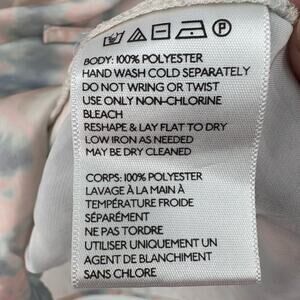 BODY: 100% POLYESTER
HAND WASH COLD SEPARATELY
DO NOT WRING OR TWIST
USE ONLY NON-CHLORINE
BLEACH
RESHAPE & LAY FLAT TO DRY
LOW IRON AS NEEDED
MAY BE DRY CLEANED
CORPS: 100% POLYESTER
LAVAGE À LA MAIN À
TEMPÉRATURE FROIDE
SÉPARÉMENT
NE PAS TORDRE
UTILISER UNIQUEMENT UN
AGENT DE BLANCHIMENT
SANS CHLORE